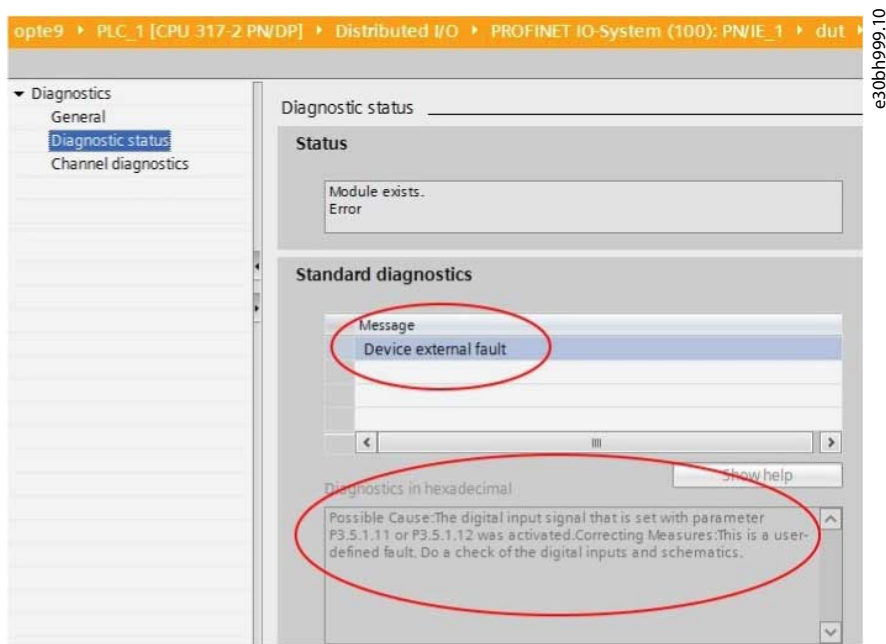 opte9 ▸ PLC_1 [CPU 317-2 PN/DP] ▸ Distributed I/O ▸ PROFINET IO-System (100): PN/IE_1 ▸ dut ▸
e30bh999.10
Diagnostics
General
Diagnostic status
Channel diagnostics
Diagnostic status
Status
Module exists.
Error
Standard diagnostics
Message
Device external fault
Show help
Diagnostics in hexadecimal
Possible Cause:The digital input signal that is set with parameter
P3.5.1.11 or P3.5.1.12 was activated.Correcting Measures:This is a user-
defined fault. Do a check of the digital inputs and schematics.